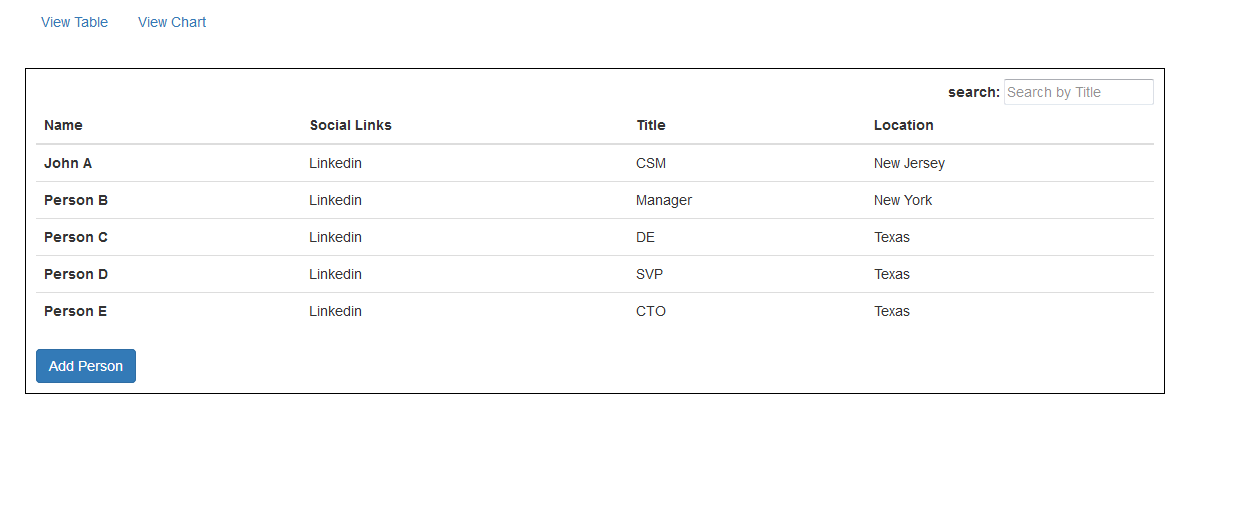 View Table View Chart
search: Search by Title
Name Social Links Title Location
John A Linkedin CSM New Jersey
Person B Linkedin Manager New York
Person C Linkedin DE Texas
Person D Linkedin SVP Texas
Person E Linkedin CTO Texas
Add Person